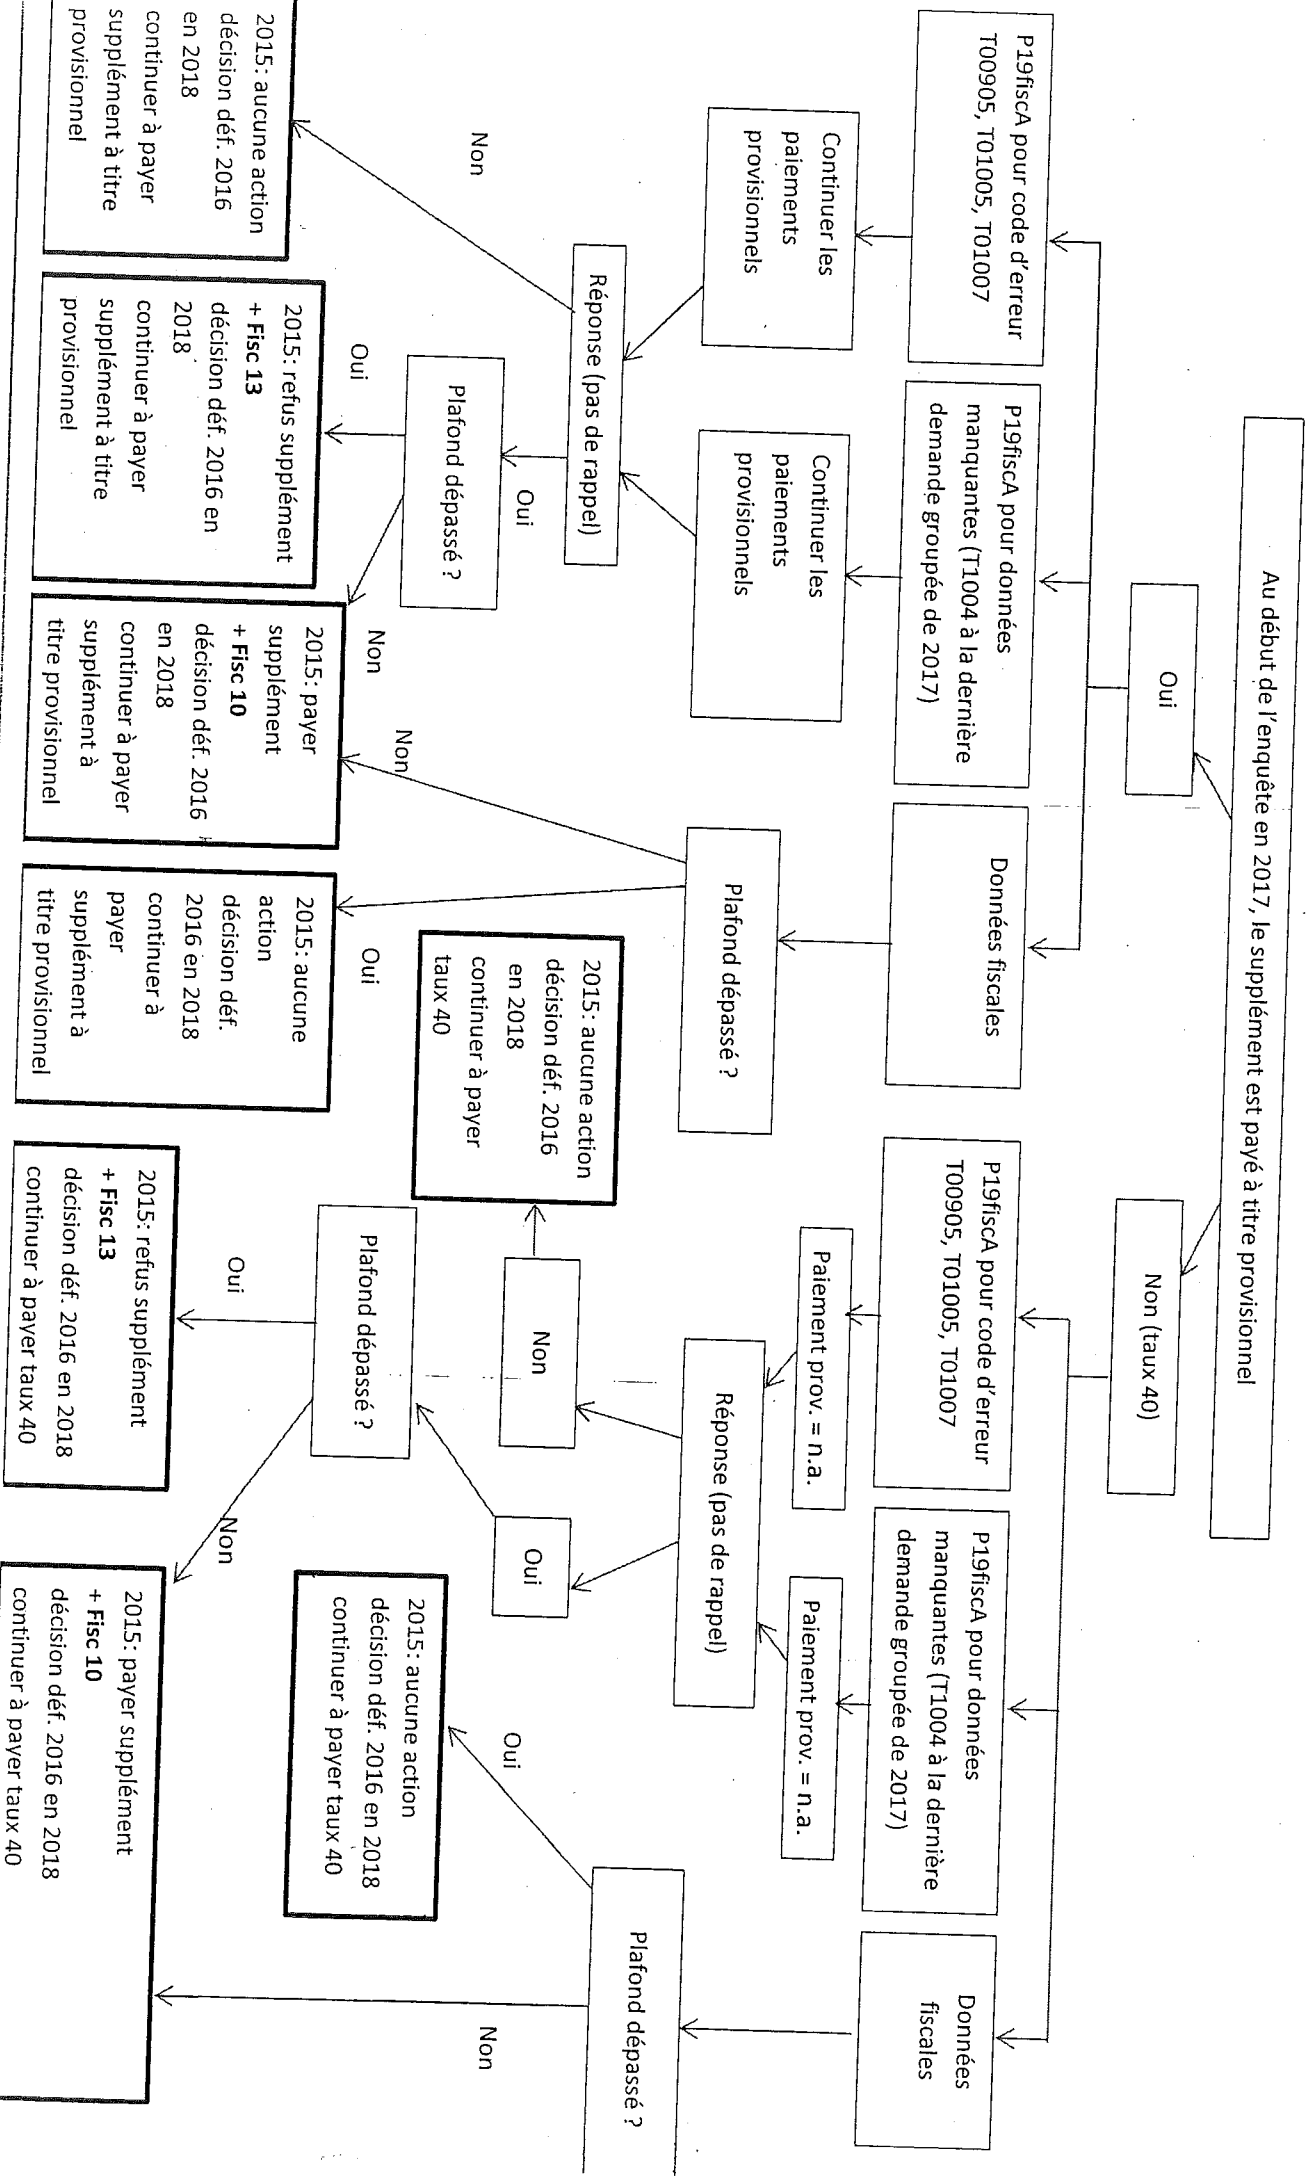 Au début de l'enquête en 2017, le supplément est payé à titre provisionnel
Oui
Non (taux 40)
P19fiscA pour code d'erreur
T00905, T01005, T01007
P19fiscA pour données
manquantes (T1004 à la dernière
demande groupée de 2017)
Données fiscales
P19fiscA pour code d'erreur
T00905, T01005, T01007
P19fiscA pour données
manquantes (T1004 à la dernière
demande groupée de 2017)
Données
fiscales
Continuer les
paiements
provisionnels
Continuer les
paiements
provisionnels
Plafond dépassé ?
Paiement prov. = n.a.
Paiement prov. = n.a.
Réponse (pas de rappel)
Réponse (pas de rappel)
Plafond dépassé ?
Non
Oui
Non
Oui
Oui
Non
Plafond dépassé ?
2015: aucune action
décision déf. 2016
en 2018
continuer à payer
taux 40
Plafond dépassé ?
2015: aucune action
décision déf. 2016 en 2018
continuer à payer taux 40
Oui
Non
Non
Oui
Oui
Non
2015: aucune action
décision déf. 2016
en 2018
continuer à payer
supplément à titre
provisionnel
2015: refus supplément
+ Fisc 13
décision déf. 2016 en
2018
continuer à payer
supplément à titre
provisionnel
2015: payer
supplément
+ Fisc 10
décision déf. 2016
en 2018
continuer à payer
supplément à
titre provisionnel
2015: aucune
action
décision déf.
2016 en 2018
continuer à
payer
supplément à
titre provisionnel
2015: refus supplément
+ Fisc 13
décision déf. 2016 en 2018
continuer à payer taux 40
2015: payer supplément
+ Fisc 10
décision déf. 2016 en 2018
continuer à payer taux 40